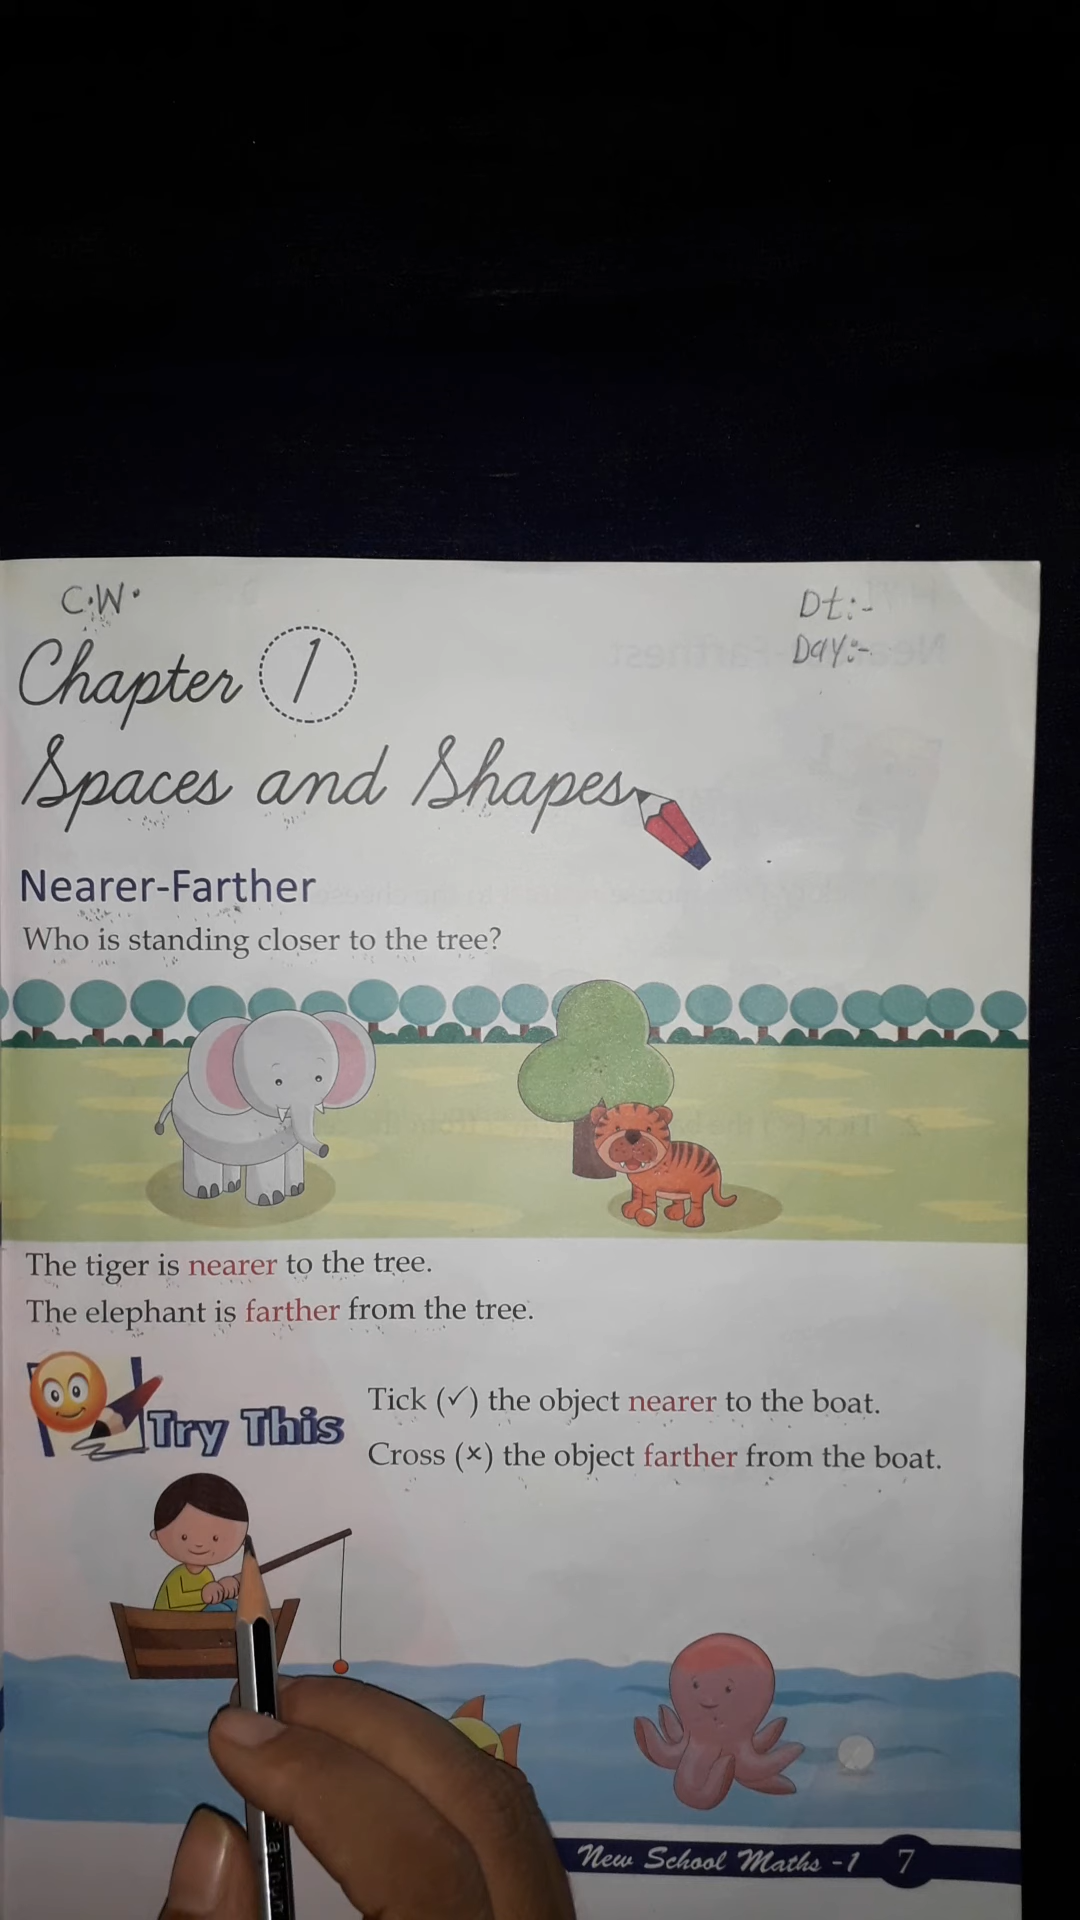 C.W.
Dt:-
Day:-
Chapter 1
Spaces and Shapes
Nearer-Farther
Who is standing closer to the tree?
The tiger is nearer to the tree.
The elephant is farther from the tree.
Try This
Tick (✓) the object nearer to the boat.
Cross (×) the object farther from the boat.
New School Maths -1 7